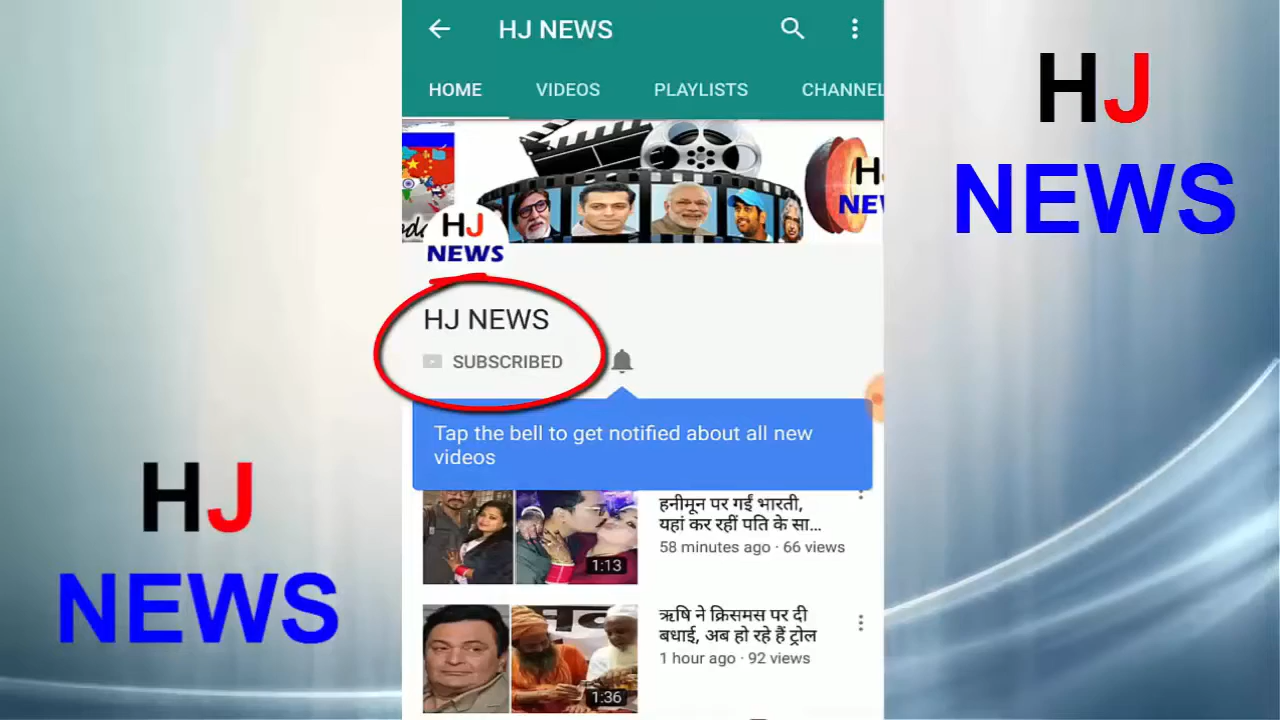 HJ NEWS
HOME VIDEOS PLAYLISTS CHANNEL
HJ
NEWS
HJ
NEWS
HJ
NEWS
HJ NEWS
SUBSCRIBED
Tap the bell to get notified about all new
videos
हनीमून पर गईं भारती,
यहां कर रहीं पति के सा...
58 minutes ago · 66 views
1:13
ऋषि ने क्रिसमस पर दी
बधाई, अब हो रहे हैं ट्रोल
1 hour ago · 92 views
1:36
HJ
NEWS